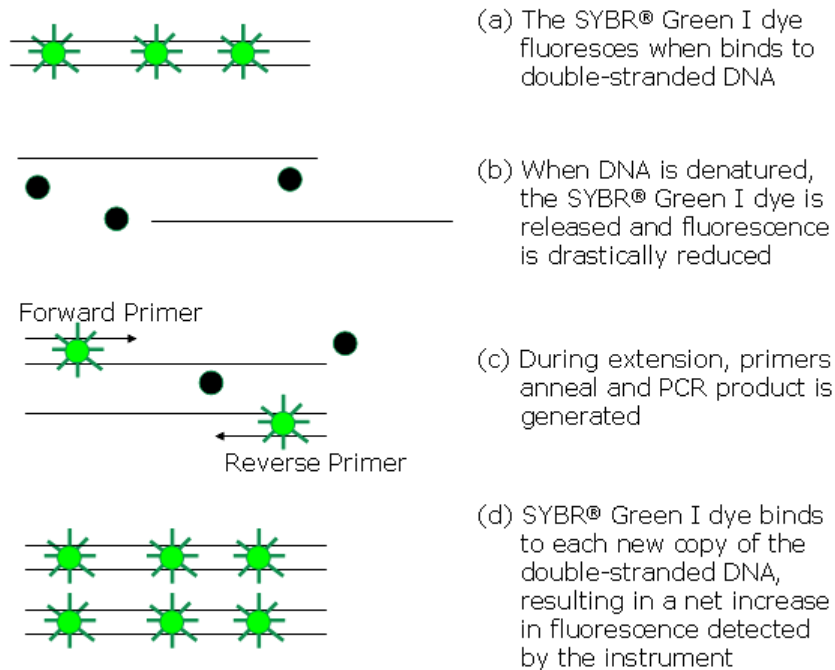 (a) The SYBR® Green I dye
fluoresces when binds to
double-stranded DNA
(b) When DNA is denatured,
the SYBR® Green I dye is
released and fluorescence
is drastically reduced
Forward Primer
(c) During extension, primers
anneal and PCR product is
generated
Reverse Primer
(d) SYBR® Green I dye binds
to each new copy of the
double-stranded DNA,
resulting in a net increase
in fluorescence detected
by the instrument